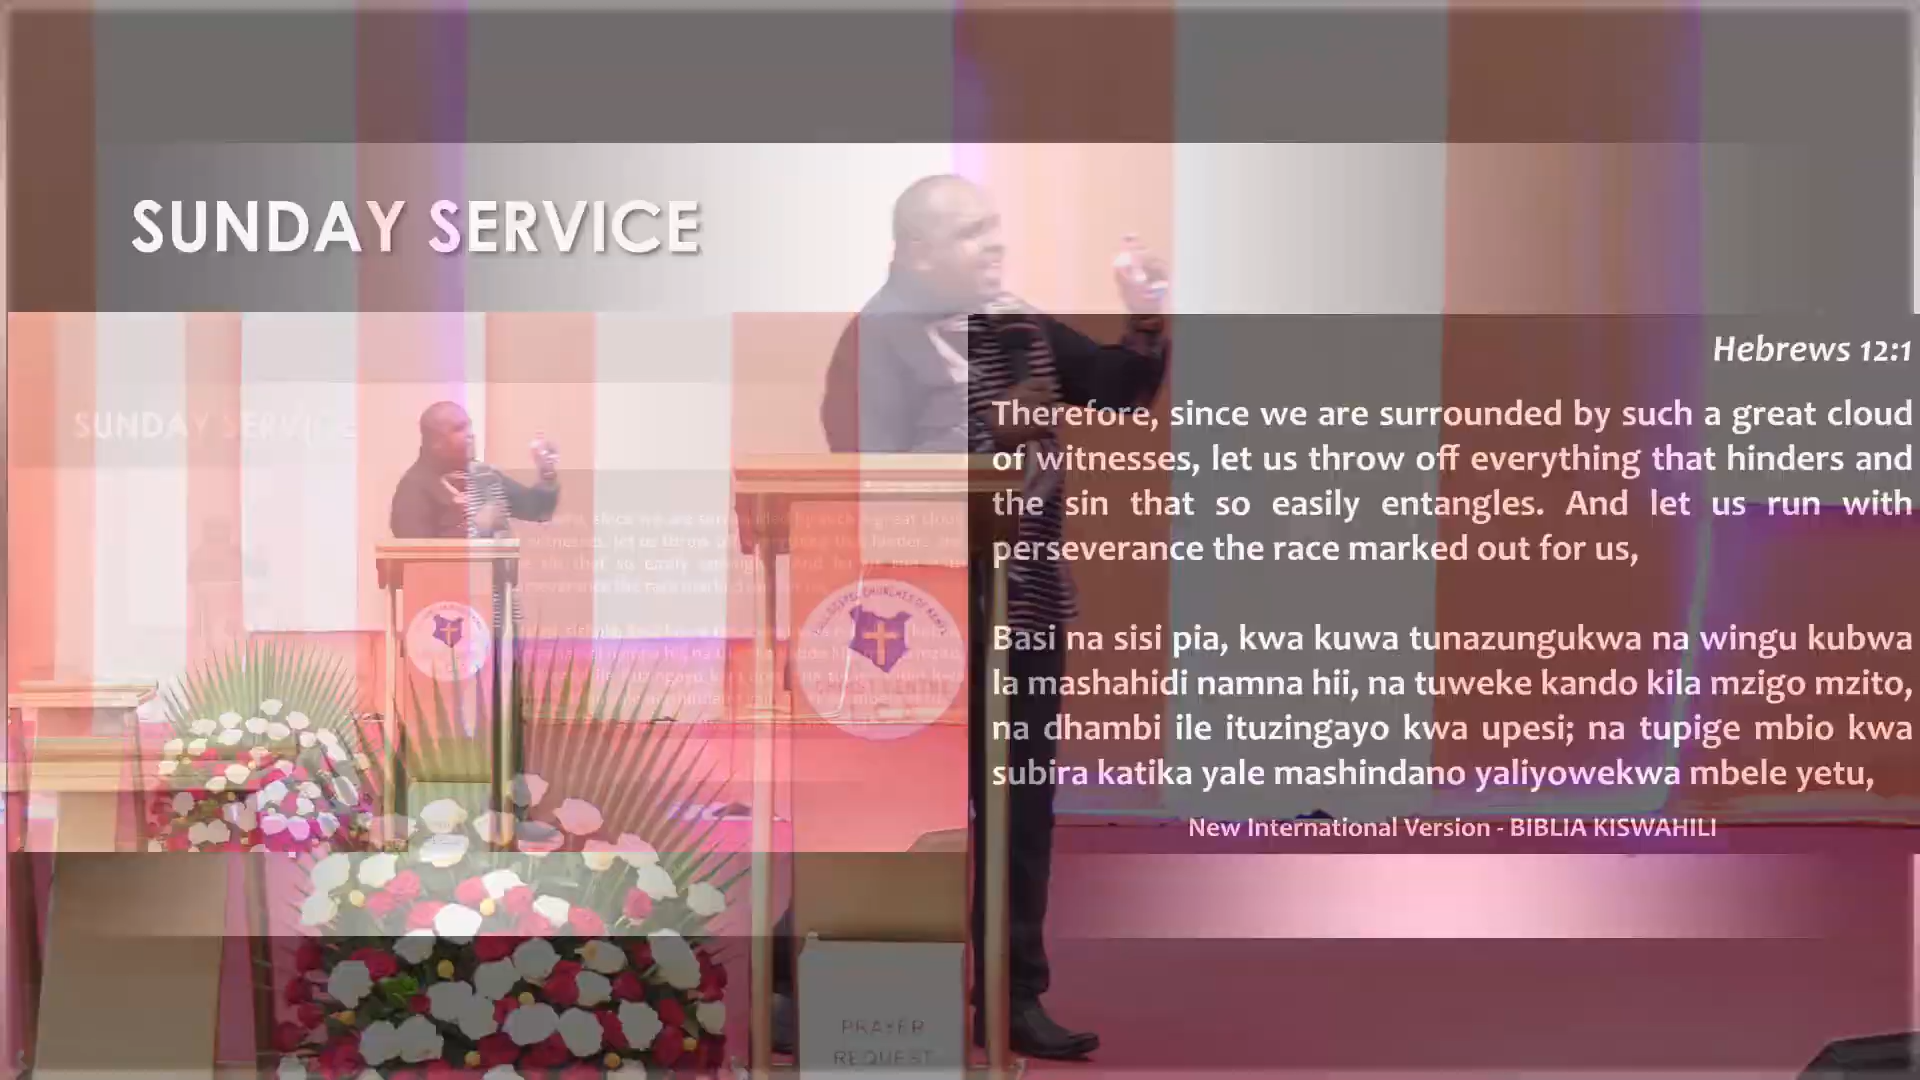 SUNDAY SERVICE
Hebrews 12:1
Therefore, since we are surrounded by such a great cloud
of witnesses, let us throw off everything that hinders and
the sin that so easily entangles. And let us run with
perseverance the race marked out for us,
Basi na sisi pia, kwa kuwa tunazungukwa na wingu kubwa
la mashahidi namna hii, na tuweke kando kila mzigo mzito,
na dhambi ile ituzingayo kwa upesi; na tupige mbio kwa
subira katika yale mashindano yaliyowekwa mbele yetu,
New International Version - BIBLIA KISWAHILI
SUNDAY SERVICE
GOSPEL CHURCHES OF KENYA
PRAYER
REQUEST